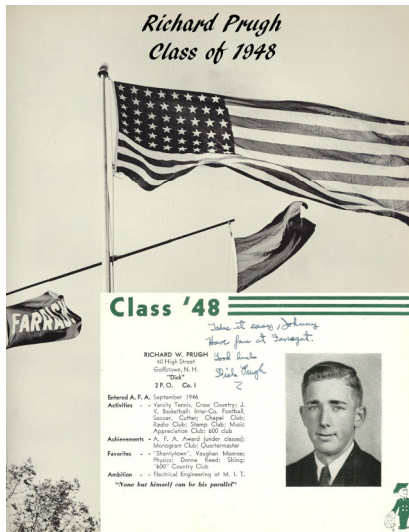 Richard Prugh
Class of 1948
FARRAG
Class '48
Take it easy, Johnny
Have fun at Farragut.
Good luck
Dick Prugh
RICHARD W. PRUGH
40 High Street
Goffstown, N. H.
"Dick"
2 P.O. Co. I
Entered A. F. A. September 1946
Activities - - Varsity Tennis, Cross Country; J.
V. Basketball; Inter-Co. Football,
Soccer, Cutter; Chapel Club;
Radio Club; Stamp Club; Music
Appreciation Club; 600 club
Achievements - A. F. A. Award (under classes);
Monogram Club; Quartermaster
Favorites - - "Shantytown"; Vaughan Monroe;
Physics; Donna Reed; Skiing;
"600" Country Club
Ambition - - Electrical Engineering at M. I. T.
"None but himself can be his parallel"